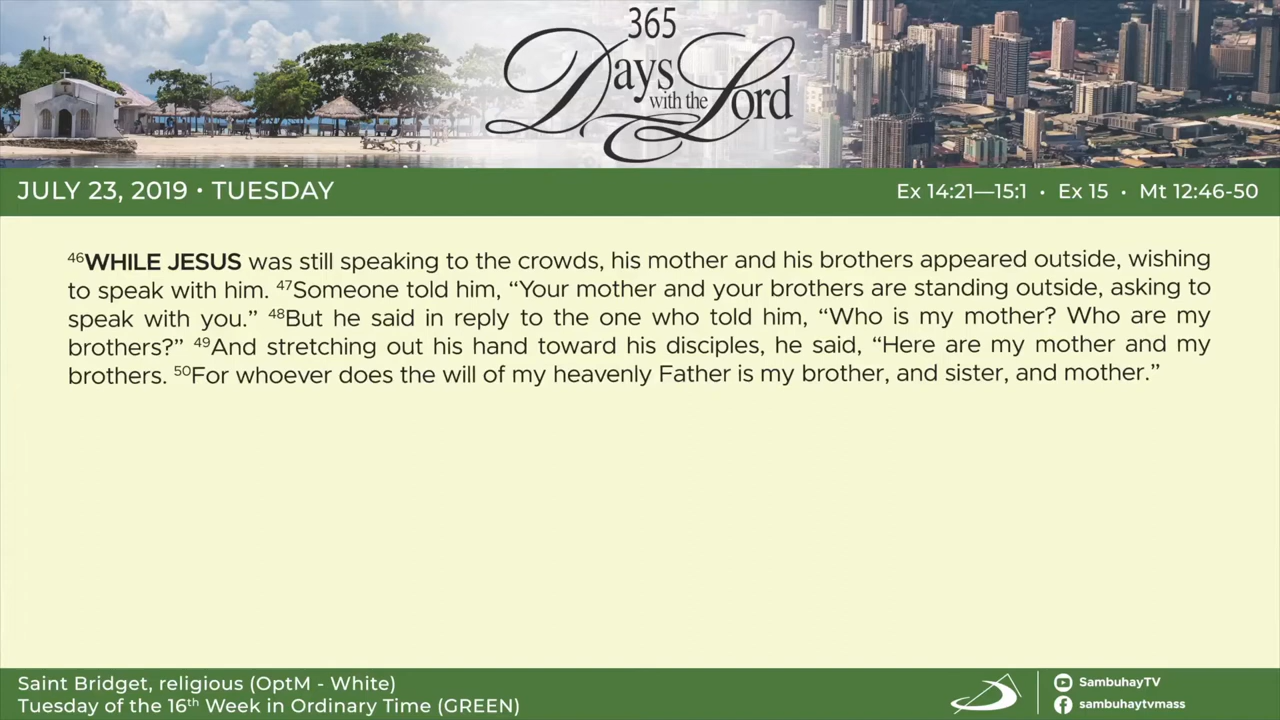 365
Days with the Lord
JULY 23, 2019 • TUESDAY
Ex 14:21—15:1 • Ex 15 • Mt 12:46-50
⁴⁶WHILE JESUS was still speaking to the crowds, his mother and his brothers appeared outside, wishing
to speak with him. ⁴⁷Someone told him, “Your mother and your brothers are standing outside, asking to
speak with you.” ⁴⁸But he said in reply to the one who told him, “Who is my mother? Who are my
brothers?” ⁴⁹And stretching out his hand toward his disciples, he said, “Here are my mother and my
brothers. ⁵⁰For whoever does the will of my heavenly Father is my brother, and sister, and mother.”
Saint Bridget, religious (OptM - White)
Tuesday of the 16th Week in Ordinary Time (GREEN)
SambuhayTV
sambuhaytvmass